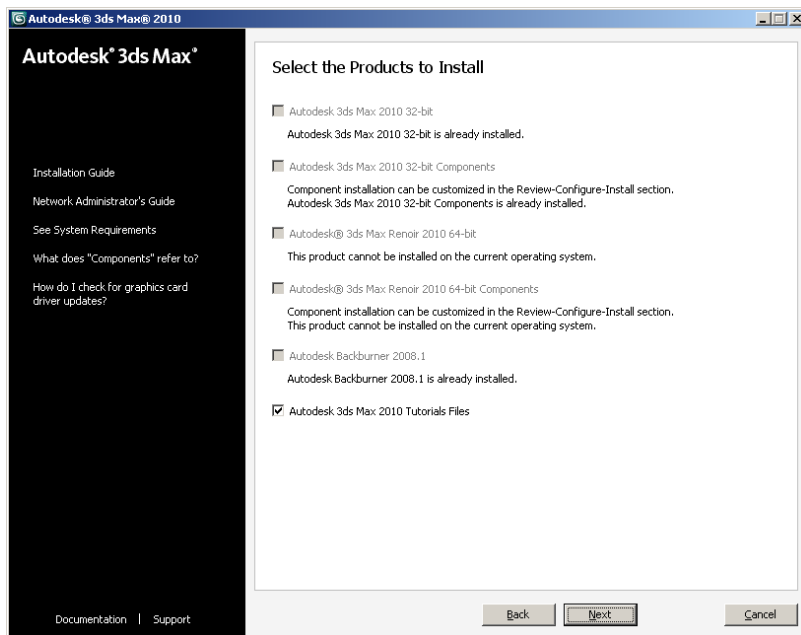 Autodesk® 3ds Max® 2010
Autodesk® 3ds Max®
Installation Guide
Network Administrator's Guide
See System Requirements
What does "Components" refer to?
How do I check for graphics card
driver updates?
Documentation | Support
Select the Products to Install
Autodesk 3ds Max 2010 32-bit
Autodesk 3ds Max 2010 32-bit is already installed.
Autodesk 3ds Max 2010 32-bit Components
Component installation can be customized in the Review-Configure-Install section.
Autodesk 3ds Max 2010 32-bit Components is already installed.
Autodesk® 3ds Max Renoir 2010 64-bit
This product cannot be installed on the current operating system.
Autodesk® 3ds Max Renoir 2010 64-bit Components
Component installation can be customized in the Review-Configure-Install section.
This product cannot be installed on the current operating system.
Autodesk Backburner 2008.1
Autodesk Backburner 2008.1 is already installed.
Autodesk 3ds Max 2010 Tutorials Files
Back Next Cancel